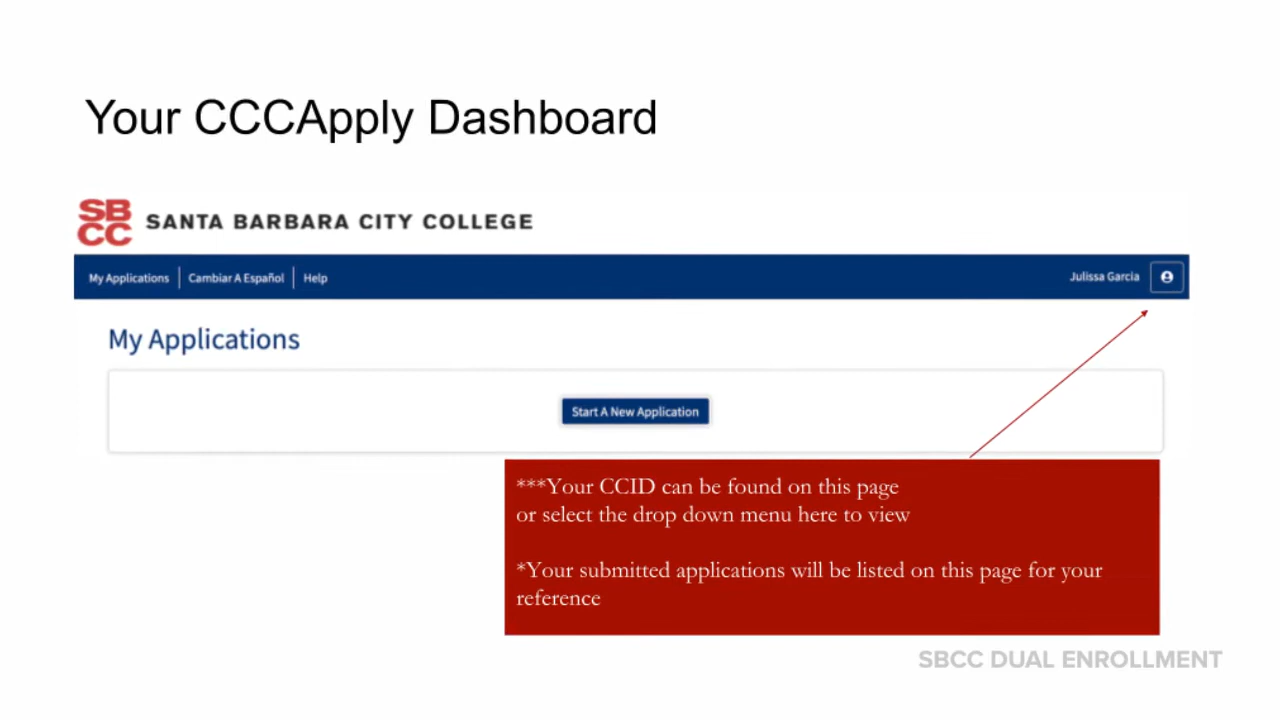 Your CCCApply Dashboard
SB
CC
SANTA BARBARA CITY COLLEGE
My Applications
Cambiar A Español
Help
Julissa Garcia
My Applications
Start A New Application
***Your CCID can be found on this page
or select the drop down menu here to view
*Your submitted applications will be listed on this page for your
reference
SBCC DUAL ENROLLMENT